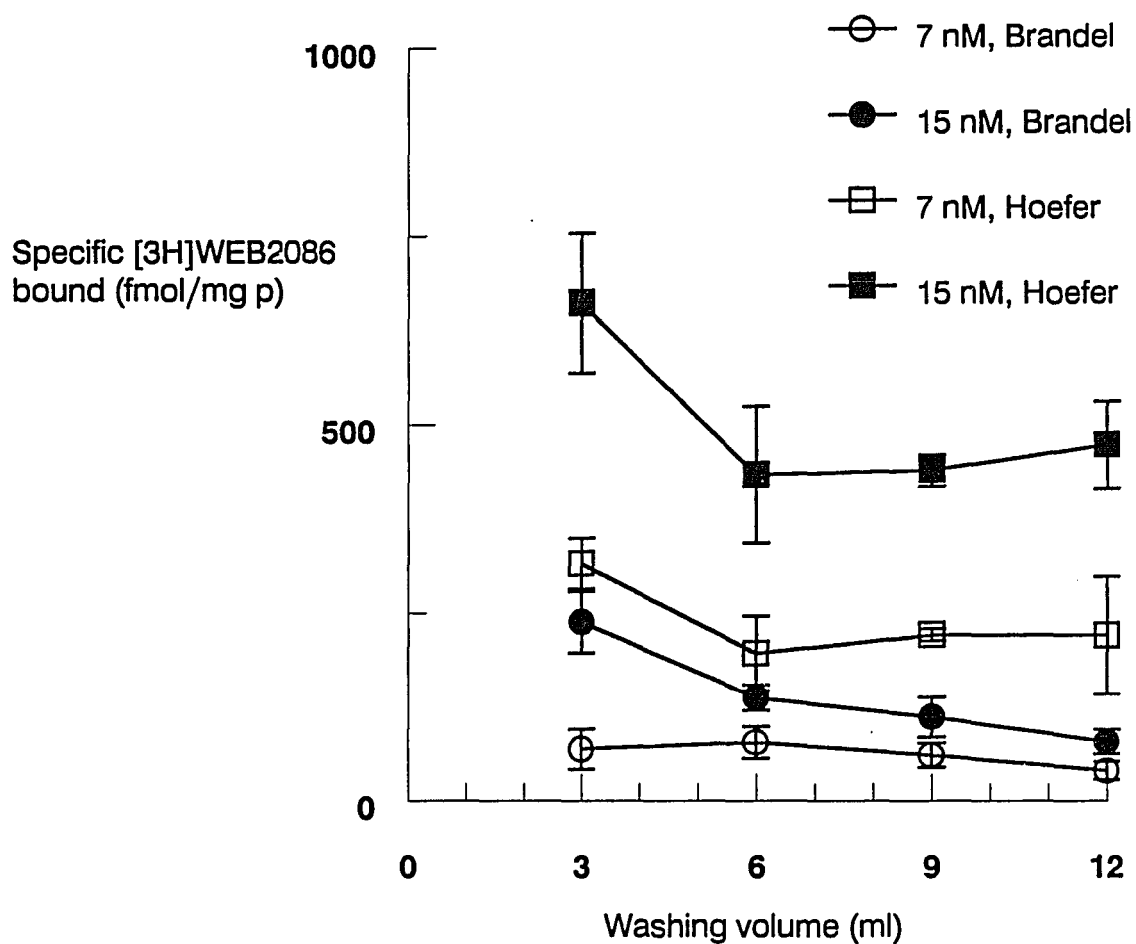 7 nM, Brandel
15 nM, Brandel
7 nM, Hoefer
15 nM, Hoefer
1000
Specific [3H]WEB2086
bound (fmol/mg p)
500
0
0 3 6 9 12
Washing volume (ml)